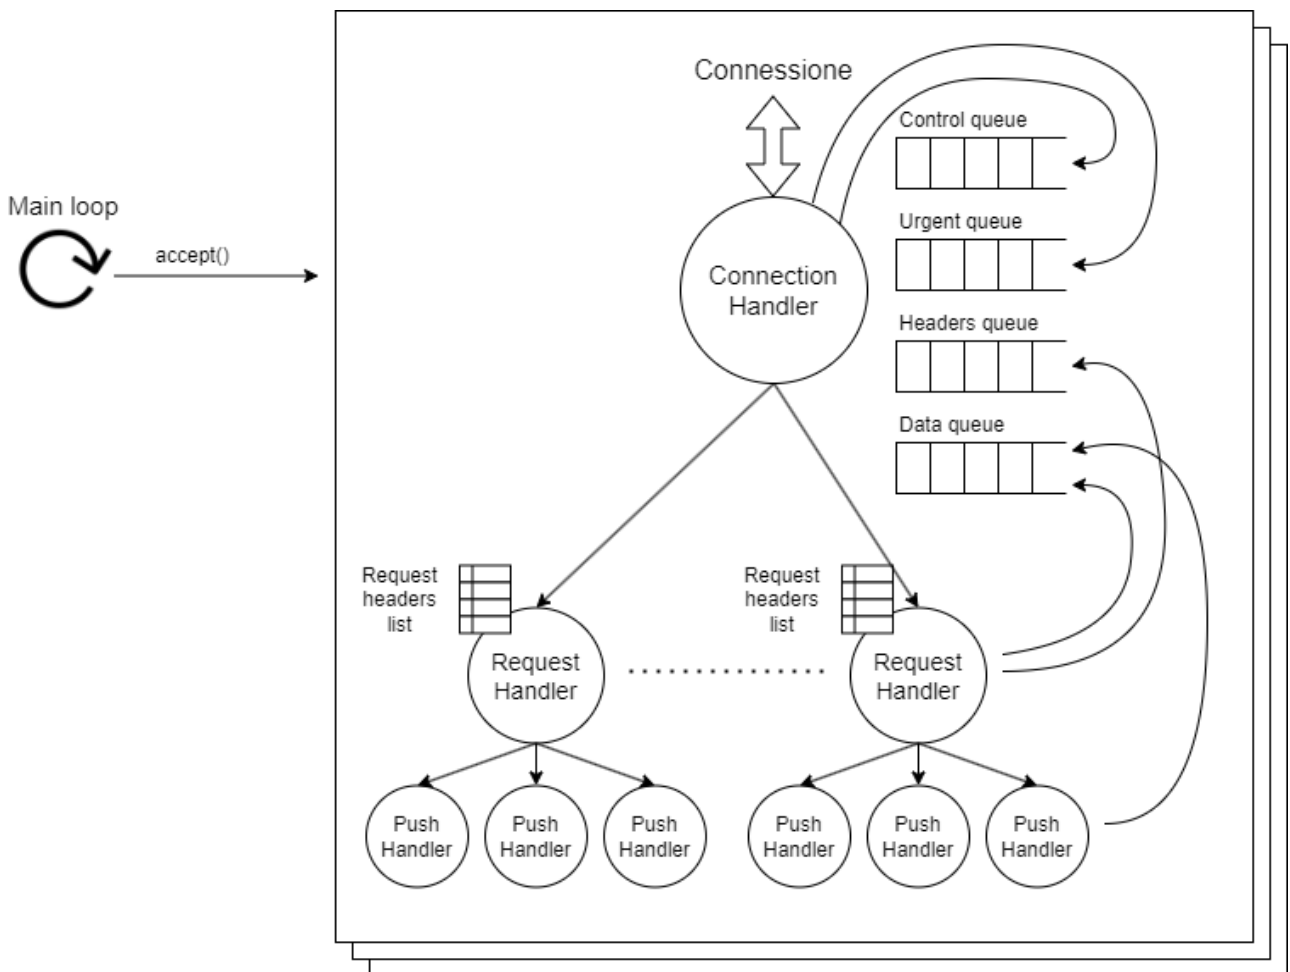 Main loop
accept()
Connessione
Connection
Handler
Control queue
Urgent queue
Headers queue
Data queue
Request
headers
list
Request
Handler
Request
headers
list
Request
Handler
Push
Handler
Push
Handler
Push
Handler
Push
Handler
Push
Handler
Push
Handler